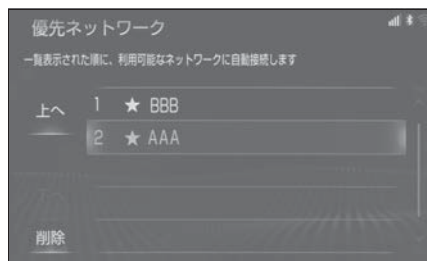 優先ネットワーク
一覧表示された順に、利用可能なネットワークに自動接続します
上へ
1 ★ BBB
2 ★ AAA
下へ
削除